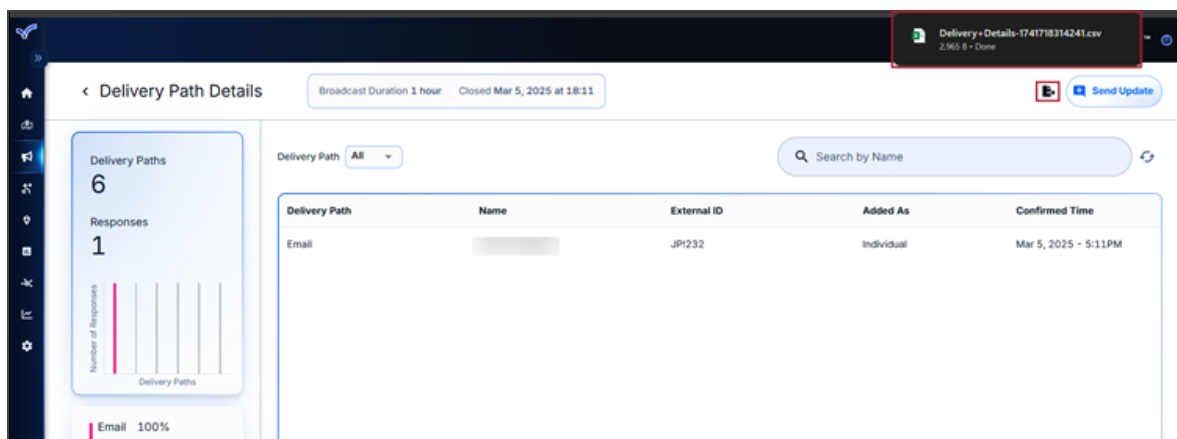 Delivery+Details-1741718314241.csv
2,965 B • Done
Delivery Path Details
Broadcast Duration 1 hour Closed Mar 5, 2025 at 18:11
Send Update
Delivery Paths
6
Responses
1
Number of Responses
Delivery Paths
Email 100%
Delivery Path All
Search by Name
Delivery Path Name External ID Added As Confirmed Time
Email JPI232 Individual Mar 5, 2025 - 5:11PM